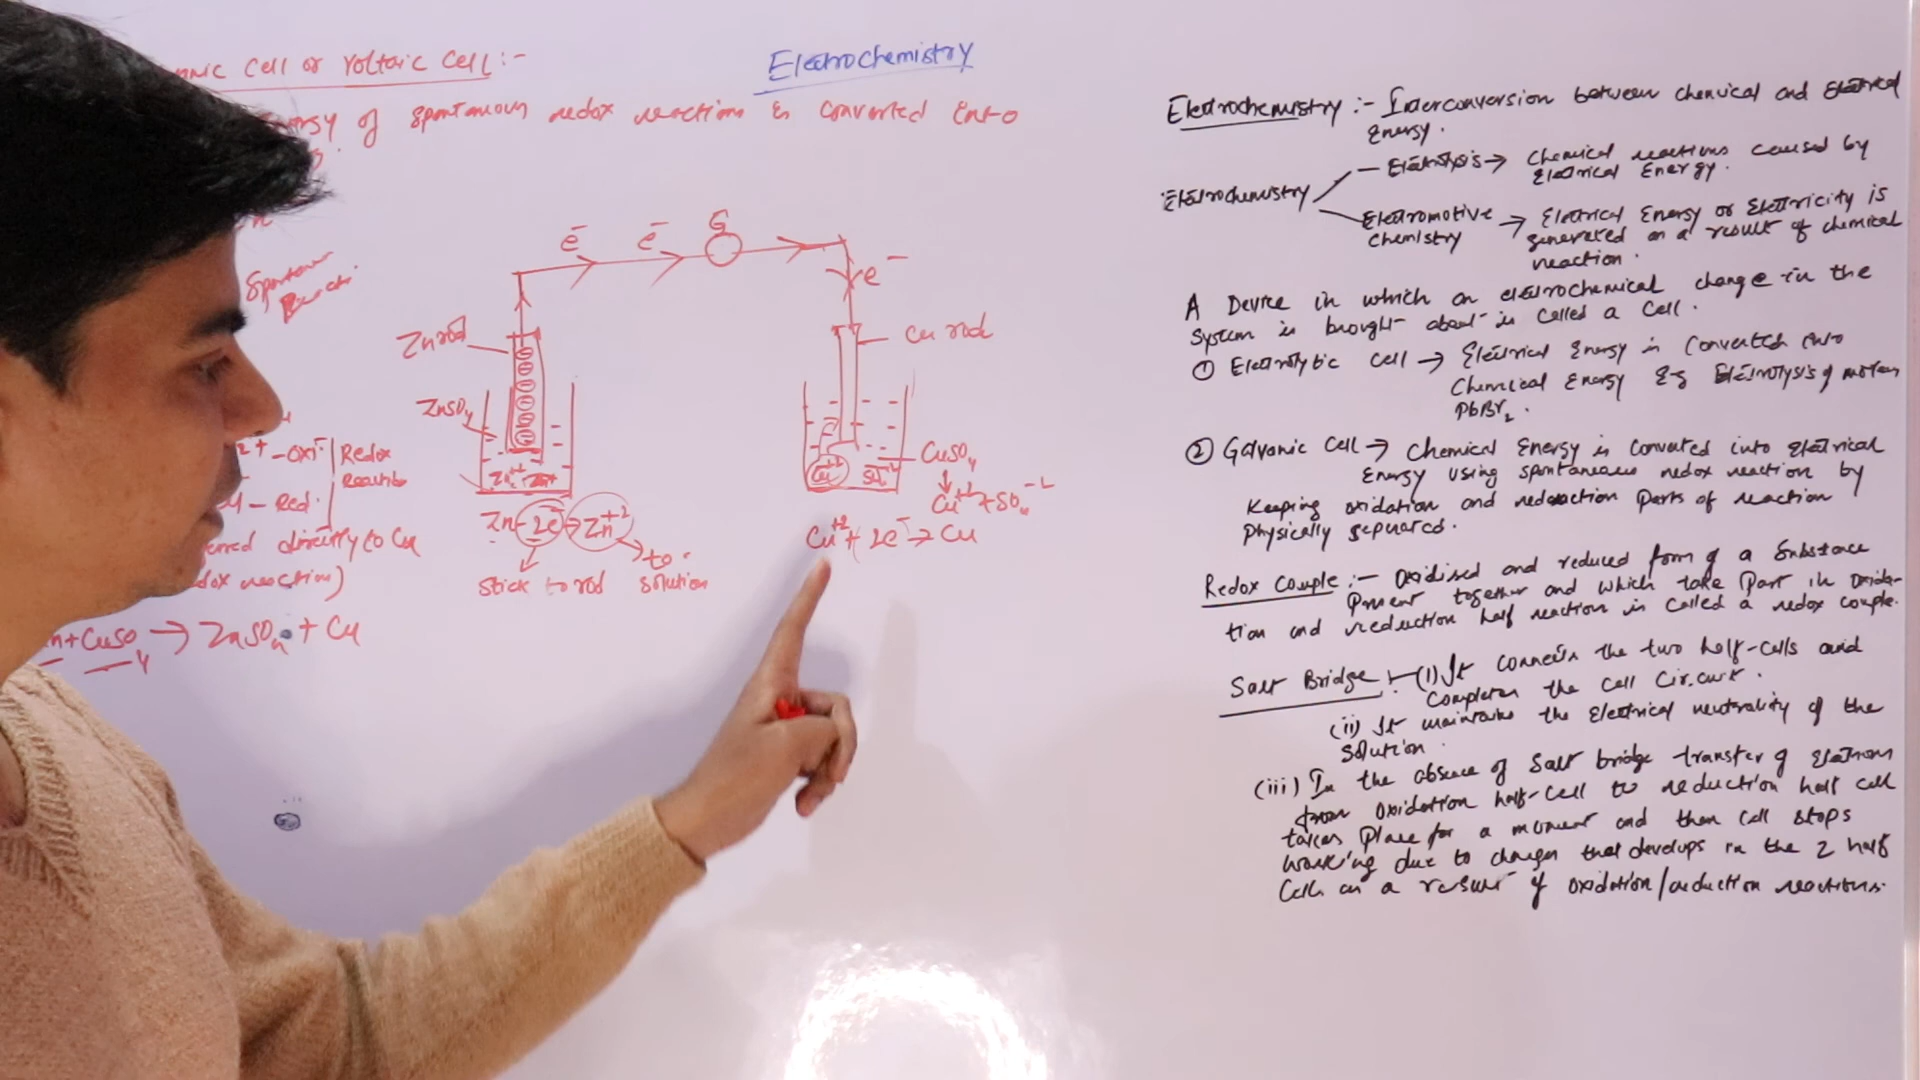 Electrochemistry
nic Cell or Voltaic Cell :-
of spontaneous redox reactions is converted into
Spontaneous
G
e⁻ e⁻
e⁻
Zn rod
Cu rod
ZnSO₄
CuSO₄
Cu⁺² + SO₄⁻²
2+ - Oxi | Redox
Reaction
- Red.
Zn - 2e⁻ → Zn⁺²
Cu⁺² + 2e⁻ → Cu
directly to Cu
stick to rod to solution
n + CuSO₄ → ZnSO₄ + Cu
Electrochemistry :- Interconversion between chemical and Electrical
Energy.
Electrochemistry
- Electrolysis → Chemical reactions caused by
Electrical Energy.
Electromotive → Electrical Energy or Electricity is
chemistry generated as a result of chemical
reaction.
A Device in which an electrochemical change in the
system is brought about is called a cell.
① Electrolytic cell → Electrical Energy is converted into
Chemical Energy Eg Electrolysis of molten
PbBr₂.
② Galvanic Cell → Chemical Energy is converted into Electrical
Energy using spontaneous redox reaction by
Keeping oxidation and reduction parts of reaction
Physically separated.
Redox Couple :- Oxidised and reduced form of a Substance
Present together and which take Part in Oxida-
tion and reduction half reaction is called a redox couple.
Salt Bridge :- (i) It connects the two half-cells and
Completes the cell circuit.
(ii) It maintains the Electrical neutrality of the
Solution.
(iii) In the absence of Salt bridge transfer of Electrons
from Oxidation half-cell to reduction half cell
takes Place for a moment and then cell stops
working due to charges that develops in the 2 half
Cells as a result of oxidation/reduction reactions.